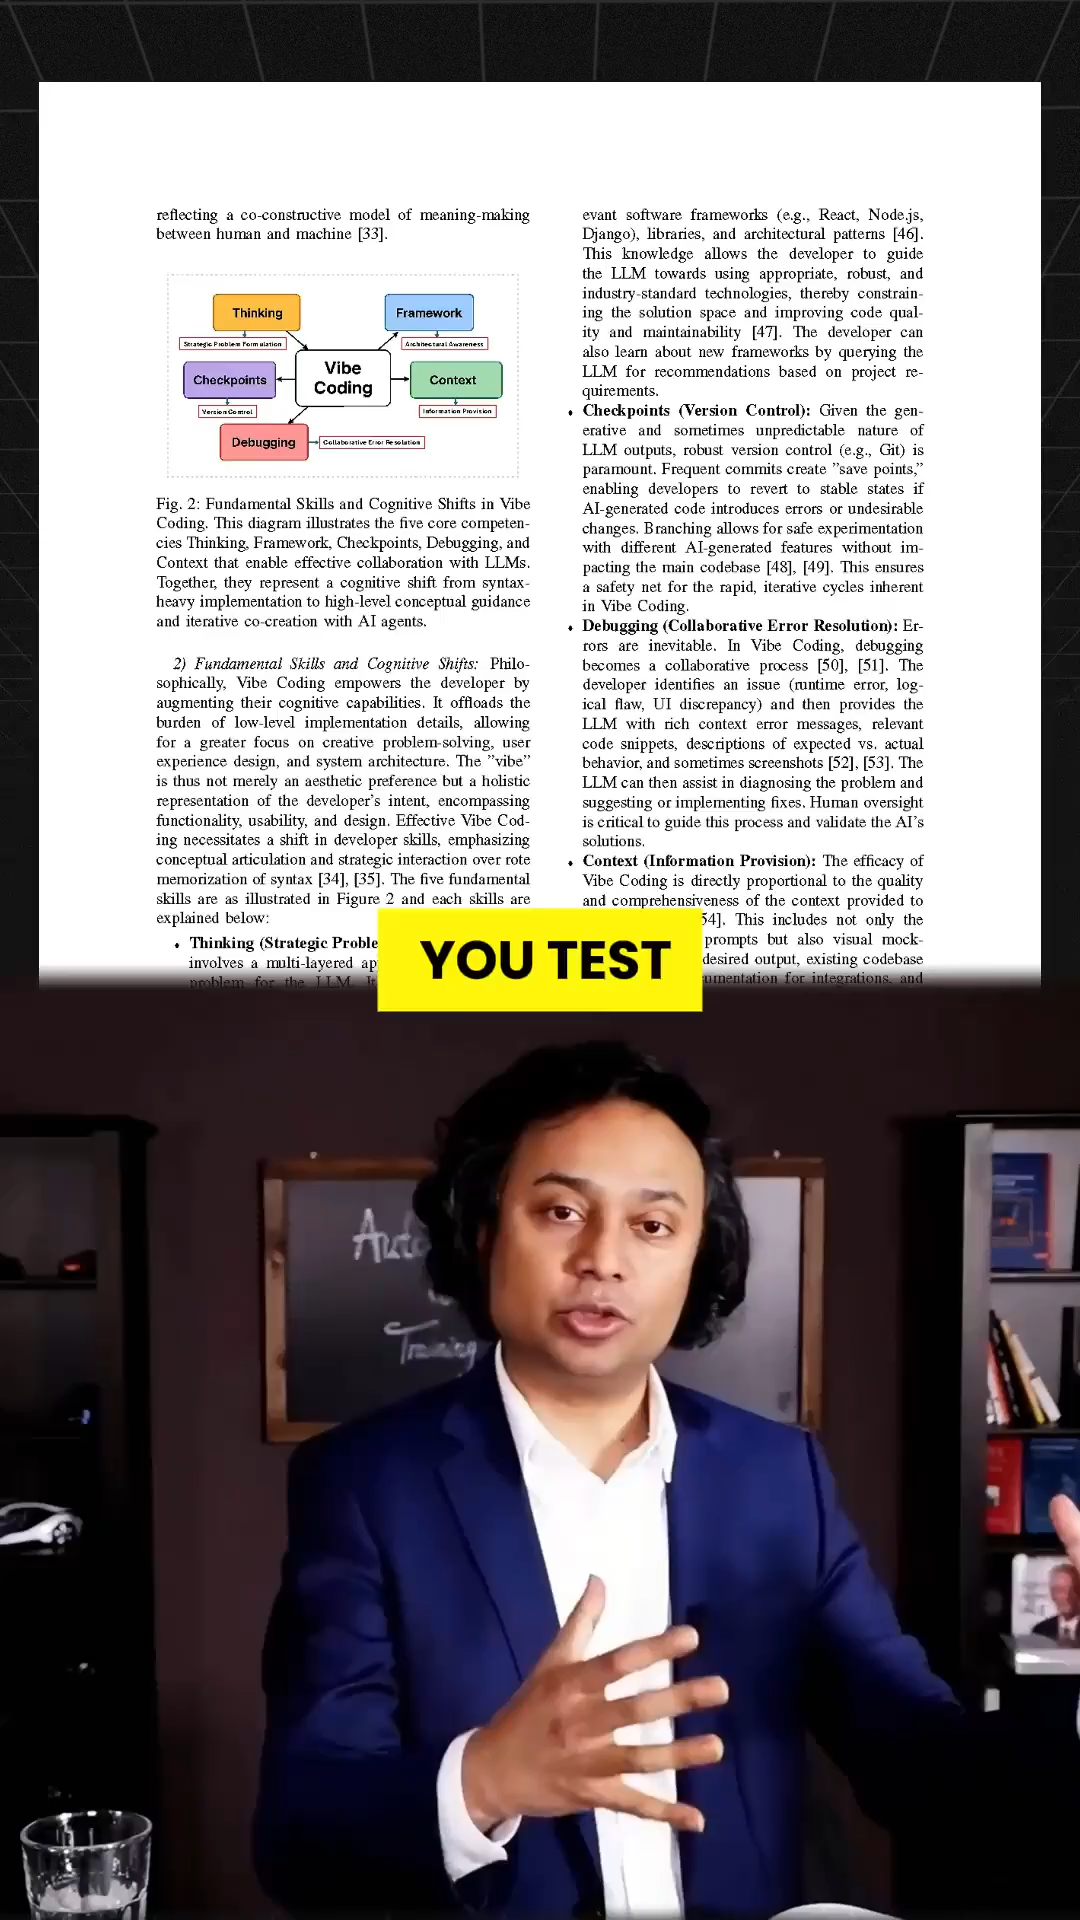 reflecting a co-constructive model of meaning-making
between human and machine [33].
Thinking
Strategic Problem Formulation
Framework
Architectural Awareness
Vibe
Coding
Checkpoints
Version Control
Context
Information Provision
Debugging
Collaborative Error Resolution
Fig. 2: Fundamental Skills and Cognitive Shifts in Vibe
Coding. This diagram illustrates the five core competen-
cies Thinking, Framework, Checkpoints, Debugging, and
Context that enable effective collaboration with LLMs.
Together, they represent a cognitive shift from syntax-
heavy implementation to high-level conceptual guidance
and iterative co-creation with AI agents.
2) Fundamental Skills and Cognitive Shifts: Philo-
sophically, Vibe Coding empowers the developer by
augmenting their cognitive capabilities. It offloads the
burden of low-level implementation details, allowing
for a greater focus on creative problem-solving, user
experience design, and system architecture. The ”vibe”
is thus not merely an aesthetic preference but a holistic
representation of the developer’s intent, encompassing
functionality, usability, and design. Effective Vibe Cod-
ing necessitates a shift in developer skills, emphasizing
conceptual articulation and strategic interaction over rote
memorization of syntax [34], [35]. The five fundamental
skills are as illustrated in Figure 2 and each skills are
explained below:
• Thinking (Strategic Proble
involves a multi-layered ap
problem for the LLM. It
evant software frameworks (e.g., React, Node.js,
Django), libraries, and architectural patterns [46].
This knowledge allows the developer to guide
the LLM towards using appropriate, robust, and
industry-standard technologies, thereby constrain-
ing the solution space and improving code qual-
ity and maintainability [47]. The developer can
also learn about new frameworks by querying the
LLM for recommendations based on project re-
quirements.
• Checkpoints (Version Control): Given the gen-
erative and sometimes unpredictable nature of
LLM outputs, robust version control (e.g., Git) is
paramount. Frequent commits create ”save points,”
enabling developers to revert to stable states if
AI-generated code introduces errors or undesirable
changes. Branching allows for safe experimentation
with different AI-generated features without im-
pacting the main codebase [48], [49]. This ensures
a safety net for the rapid, iterative cycles inherent
in Vibe Coding.
• Debugging (Collaborative Error Resolution): Er-
rors are inevitable. In Vibe Coding, debugging
becomes a collaborative process [50], [51]. The
developer identifies an issue (runtime error, log-
ical flaw, UI discrepancy) and then provides the
LLM with rich context error messages, relevant
code snippets, descriptions of expected vs. actual
behavior, and sometimes screenshots [52], [53]. The
LLM can then assist in diagnosing the problem and
suggesting or implementing fixes. Human oversight
is critical to guide this process and validate the AI’s
solutions.
• Context (Information Provision): The efficacy of
Vibe Coding is directly proportional to the quality
and comprehensiveness of the context provided to
54]. This includes not only the
prompts but also visual mock-
desired output, existing codebase
umentation for integrations, and
YOU TEST
Auto
Training